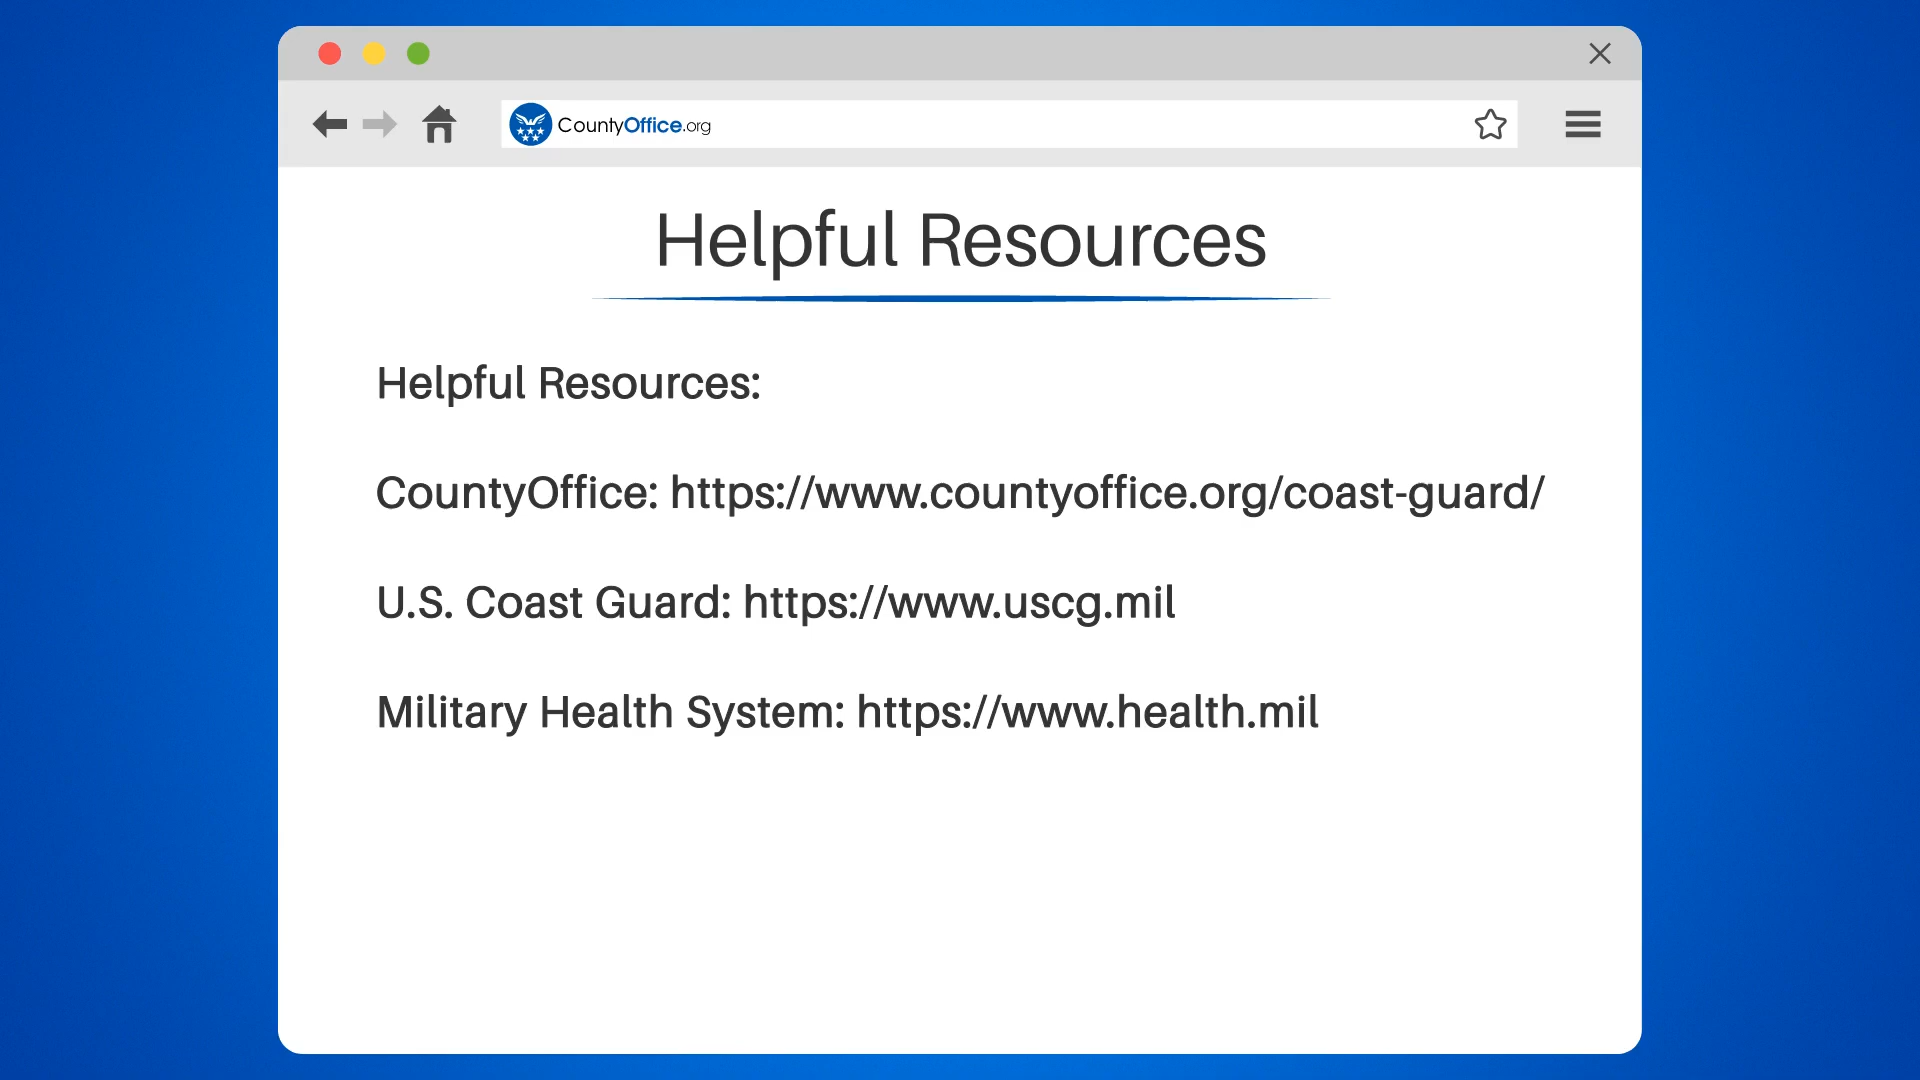 CountyOffice.org
Helpful Resources
Helpful Resources:
CountyOffice: https://www.countyoffice.org/coast-guard/
U.S. Coast Guard: https://www.uscg.mil
Military Health System: https://www.health.mil